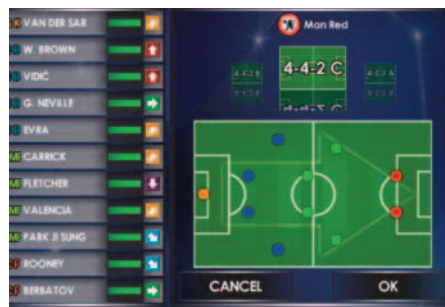 VAN DER SAR
W. BROWN
VIDIĆ
G. NEVILLE
EVRA
CARRICK
FLETCHER
VALENCIA
PARK JI SUNG
ROONEY
BERBATOV
Man Red
4-4-2 C
CANCEL
OK